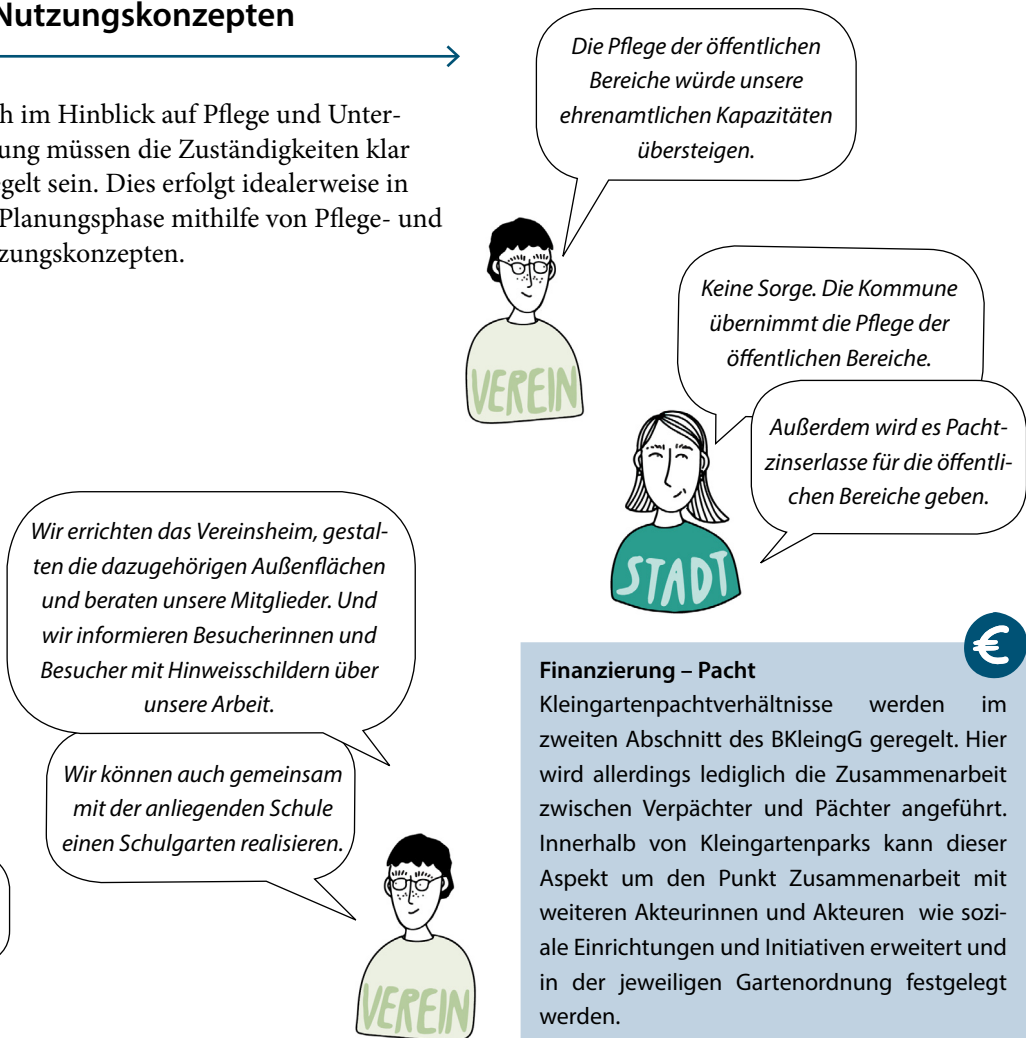 Nutzungskonzepten
h im Hinblick auf Pflege und Unter-
ung müssen die Zuständigkeiten klar
gelt sein. Dies erfolgt idealerweise in
Planungsphase mithilfe von Pflege- und
zungskonzepten.
Die Pflege der öffentlichen
Bereiche würde unsere
ehrenamtlichen Kapazitäten
übersteigen.
VEREIN
Keine Sorge. Die Kommune
übernimmt die Pflege der
öffentlichen Bereiche.
Außerdem wird es Pacht-
zinserlasse für die öffentli-
chen Bereiche geben.
STADT
Wir errichten das Vereinsheim, gestal-
ten die dazugehörigen Außenflächen
und beraten unsere Mitglieder. Und
wir informieren Besucherinnen und
Besucher mit Hinweisschildern über
unsere Arbeit.
Wir können auch gemeinsam
mit der anliegenden Schule
einen Schulgarten realisieren.
VEREIN
€
Finanzierung – Pacht
Kleingartenpachtverhältnisse werden im
zweiten Abschnitt des BKleingG geregelt. Hier
wird allerdings lediglich die Zusammenarbeit
zwischen Verpächter und Pächter angeführt.
Innerhalb von Kleingartenparks kann dieser
Aspekt um den Punkt Zusammenarbeit mit
weiteren Akteurinnen und Akteuren wie sozi-
ale Einrichtungen und Initiativen erweitert und
in der jeweiligen Gartenordnung festgelegt
werden.